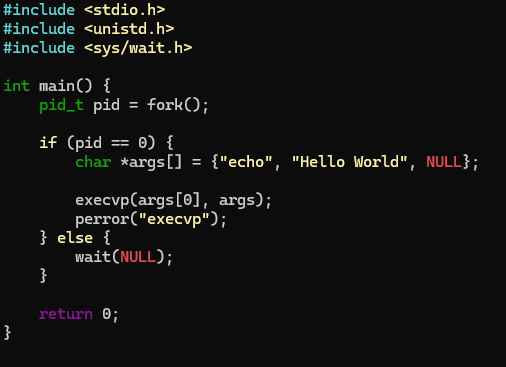 #include <stdio.h>
#include <unistd.h>
#include <sys/wait.h>

int main() {
    pid_t pid = fork();

    if (pid == 0) {
        char *args[] = {"echo", "Hello World", NULL};

        execvp(args[0], args);
        perror("execvp");
    } else {
        wait(NULL);
    }

    return 0;
}